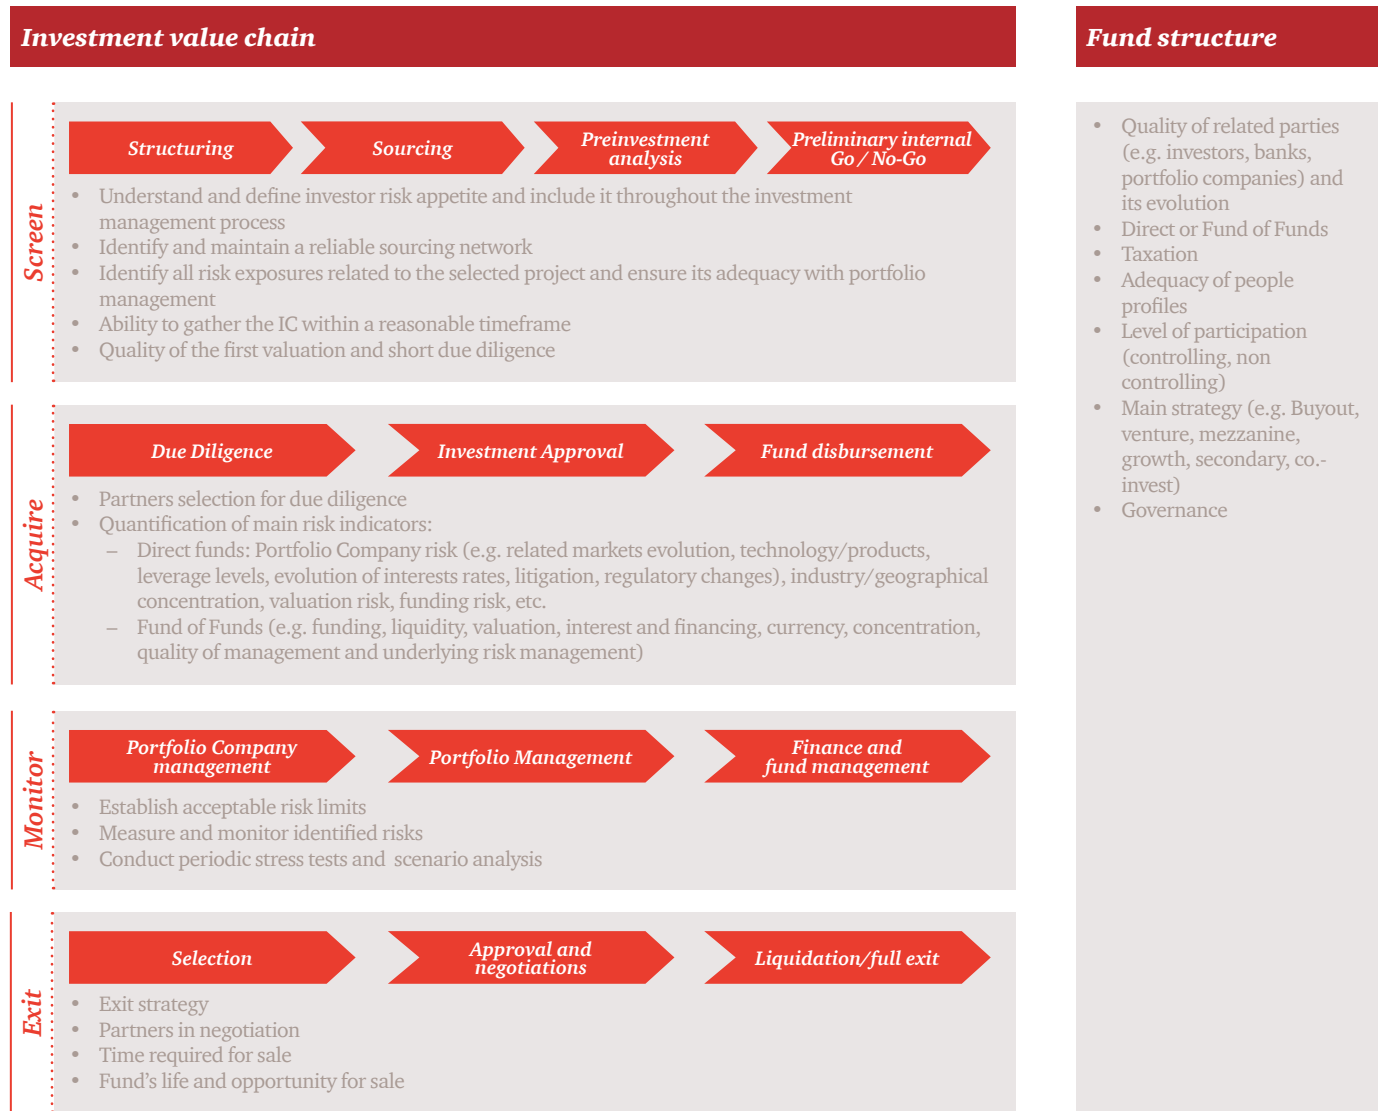 Investment value chain
Screen
Structuring
Sourcing
Preinvestment
analysis
Preliminary internal
Go / No-Go
• Understand and define investor risk appetite and include it throughout the investment
management process
• Identify and maintain a reliable sourcing network
• Identify all risk exposures related to the selected project and ensure its adequacy with portfolio
management
• Ability to gather the IC within a reasonable timeframe
• Quality of the first valuation and short due diligence
Acquire
Due Diligence
Investment Approval
Fund disbursement
• Partners selection for due diligence
• Quantification of main risk indicators:
– Direct funds: Portfolio Company risk (e.g. related markets evolution, technology/products,
leverage levels, evolution of interests rates, litigation, regulatory changes), industry/geographical
concentration, valuation risk, funding risk, etc.
– Fund of Funds (e.g. funding, liquidity, valuation, interest and financing, currency, concentration,
quality of management and underlying risk management)
Monitor
Portfolio Company
management
Portfolio Management
Finance and
fund management
• Establish acceptable risk limits
• Measure and monitor identified risks
• Conduct periodic stress tests and scenario analysis
Exit
Selection
Approval and
negotiations
Liquidation/full exit
• Exit strategy
• Partners in negotiation
• Time required for sale
• Fund's life and opportunity for sale
Fund structure
• Quality of related parties
(e.g. investors, banks,
portfolio companies) and
its evolution
• Direct or Fund of Funds
• Taxation
• Adequacy of people
profiles
• Level of participation
(controlling, non
controlling)
• Main strategy (e.g. Buyout,
venture, mezzanine,
growth, secondary, co.-
invest)
• Governance